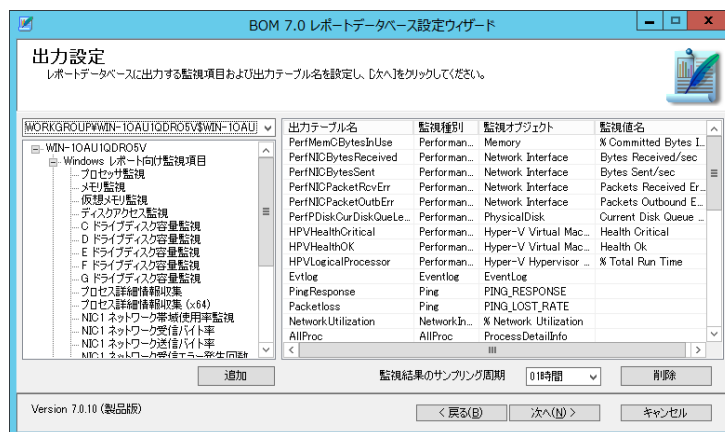 BOM 7.0 レポートデータベース設定ウィザード
出力設定
レポートデータベースに出力する監視項目および出力テーブル名を設定し、[次へ]をクリックしてください。
WORKGROUP¥WIN-1OAU1QDRO5V$WIN-1OAU
WIN-1OAU1QDRO5V
Windows レポート向け監視項目
プロセッサ監視
メモリ監視
仮想メモリ監視
ディスクアクセス監視
C ドライブディスク容量監視
D ドライブディスク容量監視
E ドライブディスク容量監視
F ドライブディスク容量監視
G ドライブディスク容量監視
プロセス詳細情報収集
プロセス詳細情報収集 (x64)
NIC1 ネットワーク帯域使用率監視
NIC1 ネットワーク受信バイト率
NIC1 ネットワーク送信バイト率
NIC1 ネットワーク受信エラー発生回数
出力テーブル名 監視種別 監視オブジェクト 監視値名
PerfMemCBytesInUse Performan... Memory % Committed Bytes I...
PerfNICBytesReceived Performan... Network Interface Bytes Received/sec
PerfNICBytesSent Performan... Network Interface Bytes Sent/sec
PerfNICPacketRcvErr Performan... Network Interface Packets Received Er...
PerfNICPacketOutbErr Performan... Network Interface Packets Outbound E...
PerfPDiskCurDiskQueLe... Performan... PhysicalDisk Current Disk Queue ...
HPVHealthCritical Performan... Hyper-V Virtual Mac... Health Critical
HPVHealthOK Performan... Hyper-V Virtual Mac... Health Ok
HPVLogicalProcessor Performan... Hyper-V Hypervisor ... % Total Run Time
Evtlog Eventlog EventLog
PingResponse Ping PING_RESPONSE
Packetloss Ping PING_LOST_RATE
NetworkUtilization NetworkIn... % Network Utilization
AllProc AllProc ProcessDetailInfo
追加
監視結果のサンプリング周期 01時間 削除
Version 7.0.10 (製品版)
< 戻る(B) 次へ(N) > キャンセル